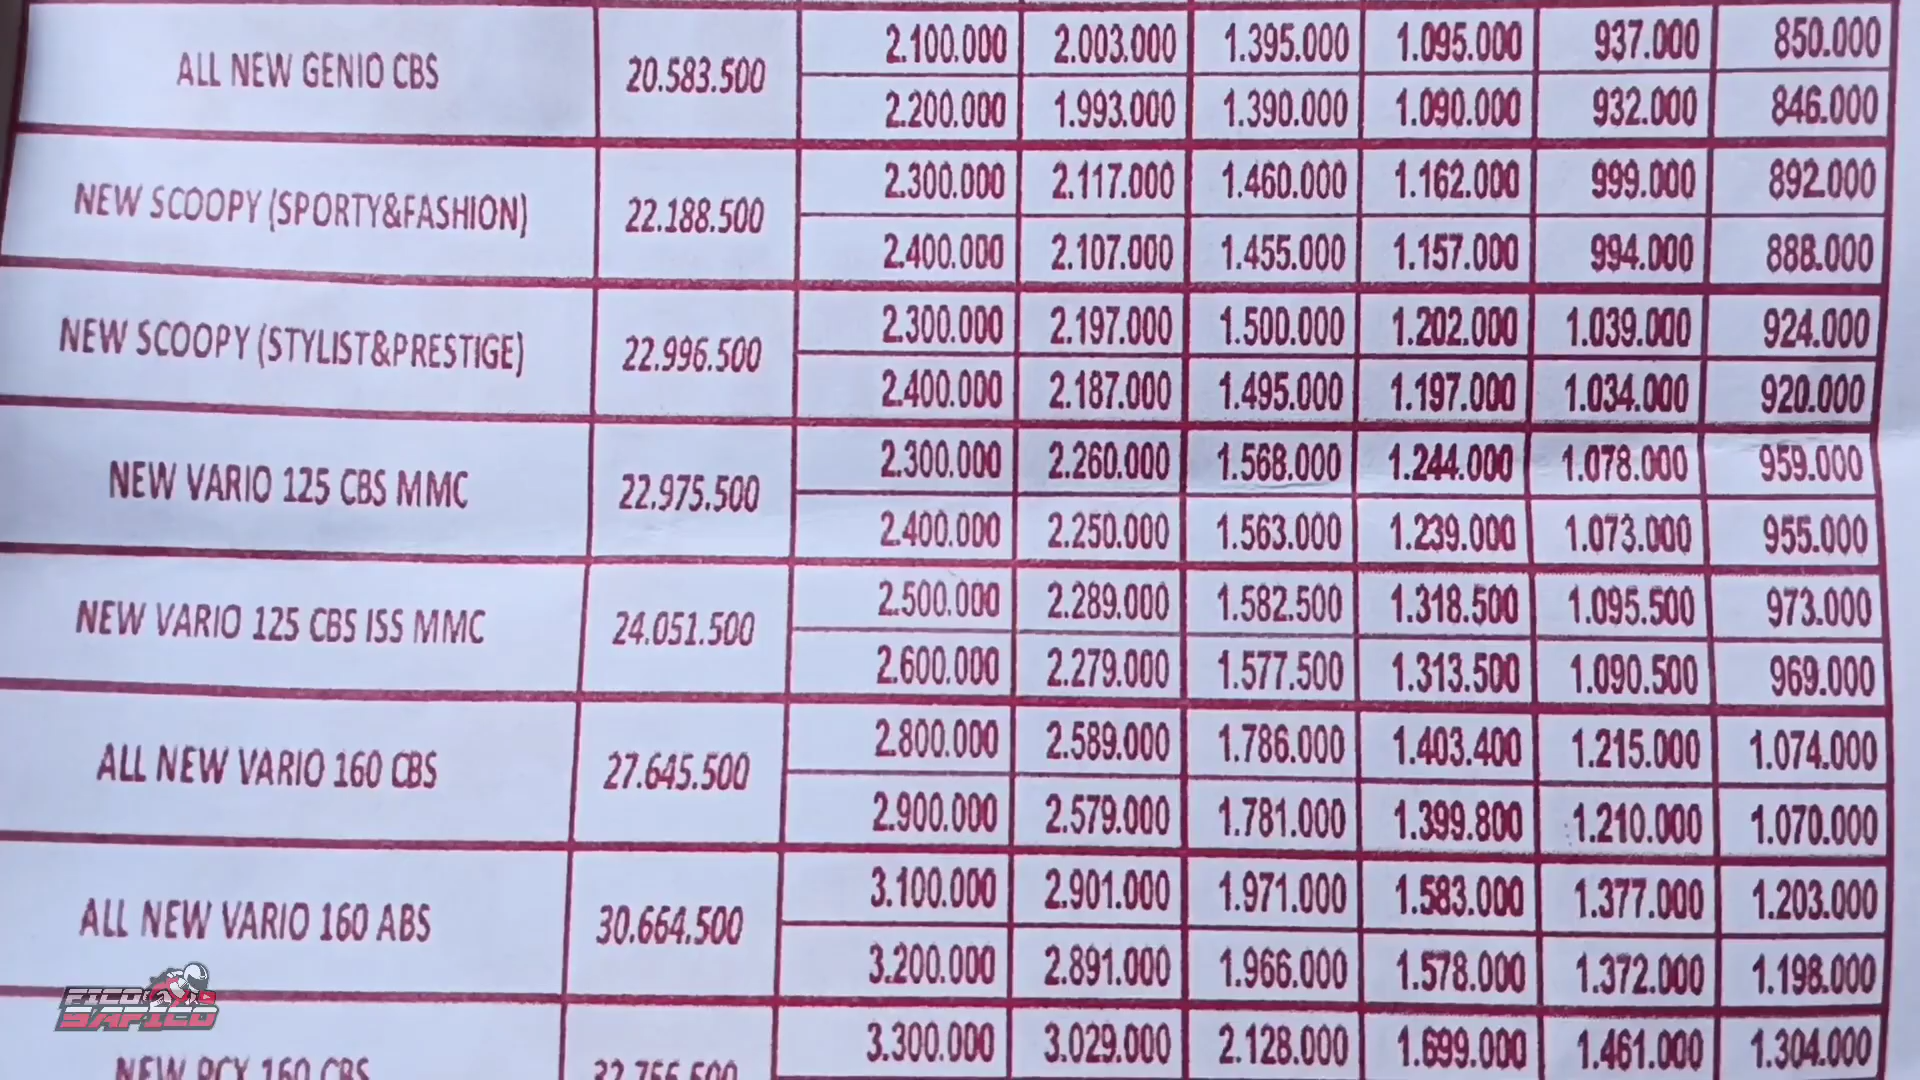 ALL NEW GENIO CBS 20.583.500 2.100.000 2.003.000 1.395.000 1.095.000 937.000 850.000
2.200.000 1.993.000 1.390.000 1.090.000 932.000 846.000
NEW SCOOPY (SPORTY&FASHION) 22.188.500 2.300.000 2.117.000 1.460.000 1.162.000 999.000 892.000
2.400.000 2.107.000 1.455.000 1.157.000 994.000 888.000
NEW SCOOPY (STYLIST&PRESTIGE) 22.996.500 2.300.000 2.197.000 1.500.000 1.202.000 1.039.000 924.000
2.400.000 2.187.000 1.495.000 1.197.000 1.034.000 920.000
NEW VARIO 125 CBS MMC 22.975.500 2.300.000 2.260.000 1.568.000 1.244.000 1.078.000 959.000
2.400.000 2.250.000 1.563.000 1.239.000 1.073.000 955.000
NEW VARIO 125 CBS ISS MMC 24.051.500 2.500.000 2.289.000 1.582.500 1.318.500 1.095.500 973.000
2.600.000 2.279.000 1.577.500 1.313.500 1.090.500 969.000
ALL NEW VARIO 160 CBS 27.645.500 2.800.000 2.589.000 1.786.000 1.403.400 1.215.000 1.074.000
2.900.000 2.579.000 1.781.000 1.399.800 1.210.000 1.070.000
ALL NEW VARIO 160 ABS 30.664.500 3.100.000 2.901.000 1.971.000 1.583.000 1.377.000 1.203.000
3.200.000 2.891.000 1.966.000 1.578.000 1.372.000 1.198.000
NEW PCX 160 CBS 32.766.500 3.300.000 3.029.000 2.128.000 1.699.000 1.461.000 1.304.000